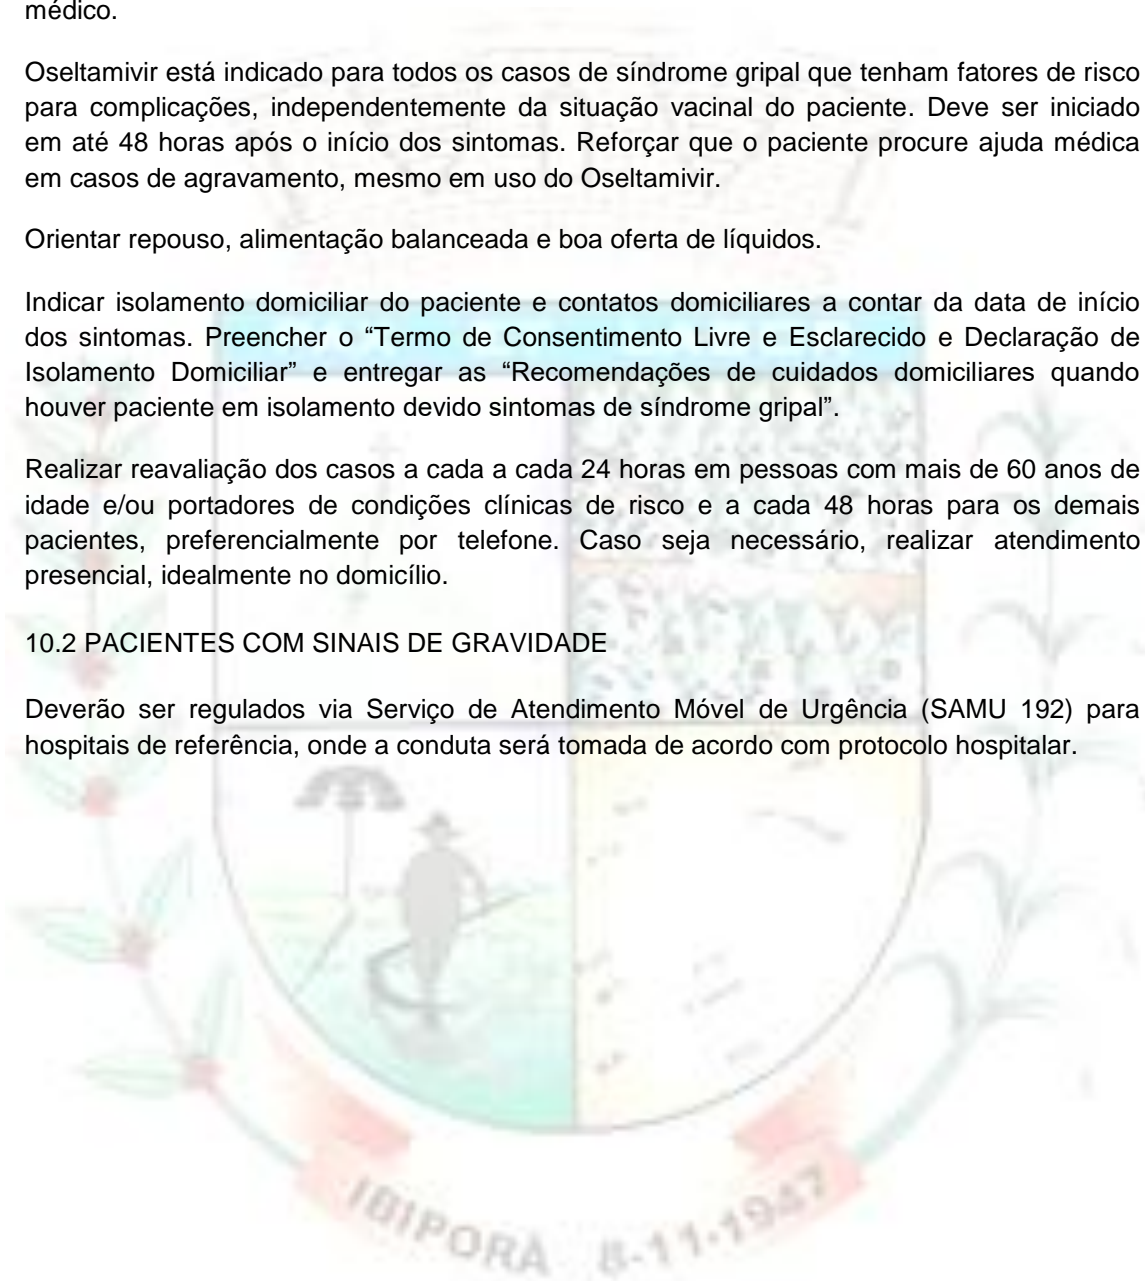 médico.
Oseltamivir está indicado para todos os casos de síndrome gripal que tenham fatores de risco
para complicações, independentemente da situação vacinal do paciente. Deve ser iniciado
em até 48 horas após o início dos sintomas. Reforçar que o paciente procure ajuda médica
em casos de agravamento, mesmo em uso do Oseltamivir.
Orientar repouso, alimentação balanceada e boa oferta de líquidos.
Indicar isolamento domiciliar do paciente e contatos domiciliares a contar da data de início
dos sintomas. Preencher o “Termo de Consentimento Livre e Esclarecido e Declaração de
Isolamento Domiciliar” e entregar as “Recomendações de cuidados domiciliares quando
houver paciente em isolamento devido sintomas de síndrome gripal”.
Realizar reavaliação dos casos a cada a cada 24 horas em pessoas com mais de 60 anos de
idade e/ou portadores de condições clínicas de risco e a cada 48 horas para os demais
pacientes, preferencialmente por telefone. Caso seja necessário, realizar atendimento
presencial, idealmente no domicílio.
10.2 PACIENTES COM SINAIS DE GRAVIDADE
Deverão ser regulados via Serviço de Atendimento Móvel de Urgência (SAMU 192) para
hospitais de referência, onde a conduta será tomada de acordo com protocolo hospitalar.
IBIPORÃ 8-11-1947